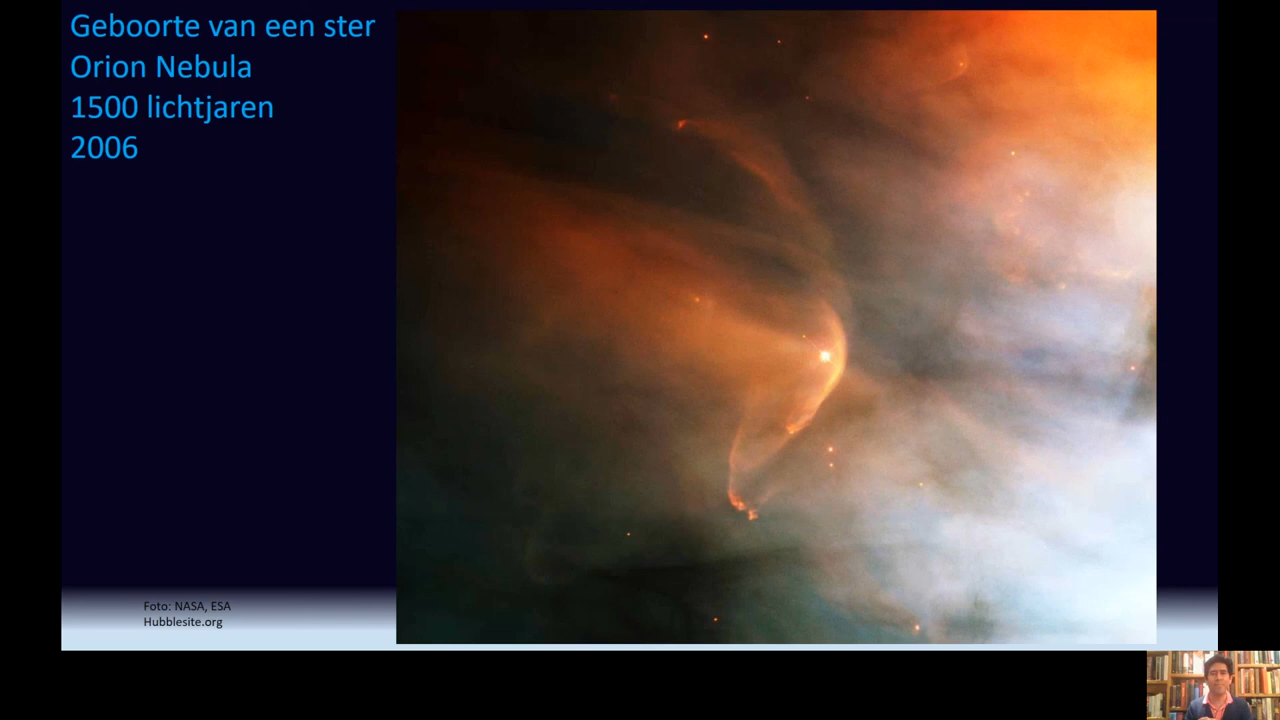 Geboorte van een ster
Orion Nebula
1500 lichtjaren
2006
Foto: NASA, ESA
Hubblesite.org